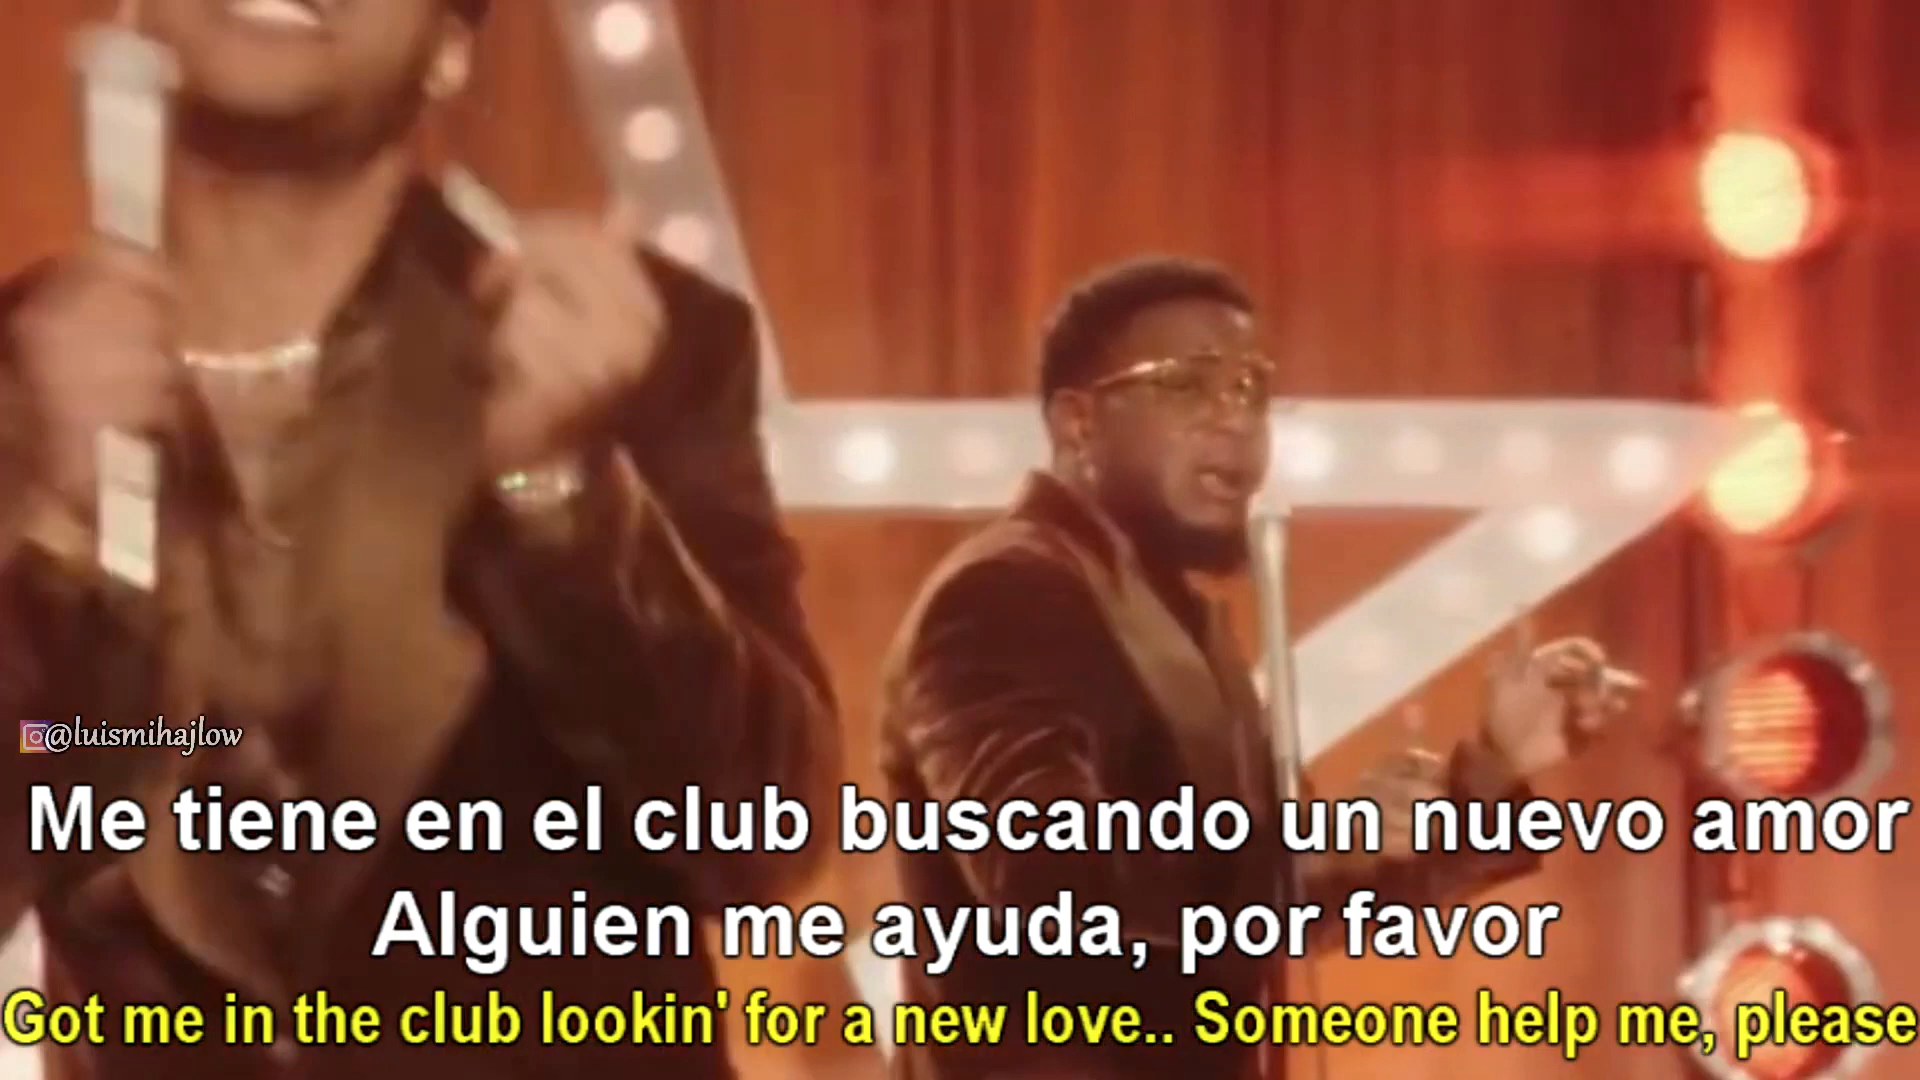 @luismihajlow
Me tiene en el club buscando un nuevo amor
Alguien me ayuda, por favor
Got me in the club lookin' for a new love.. Someone help me, please